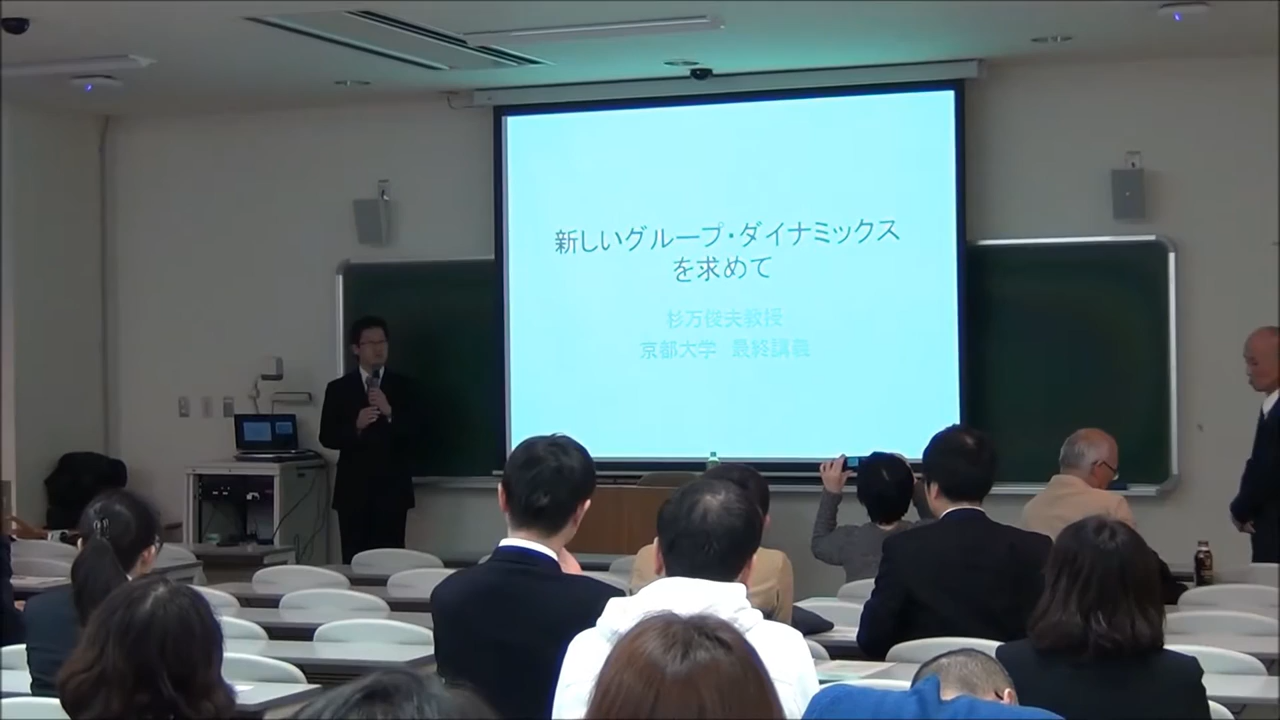 新しいグループ・ダイナミックス
を求めて
杉万俊夫教授
京都大学　最終講義